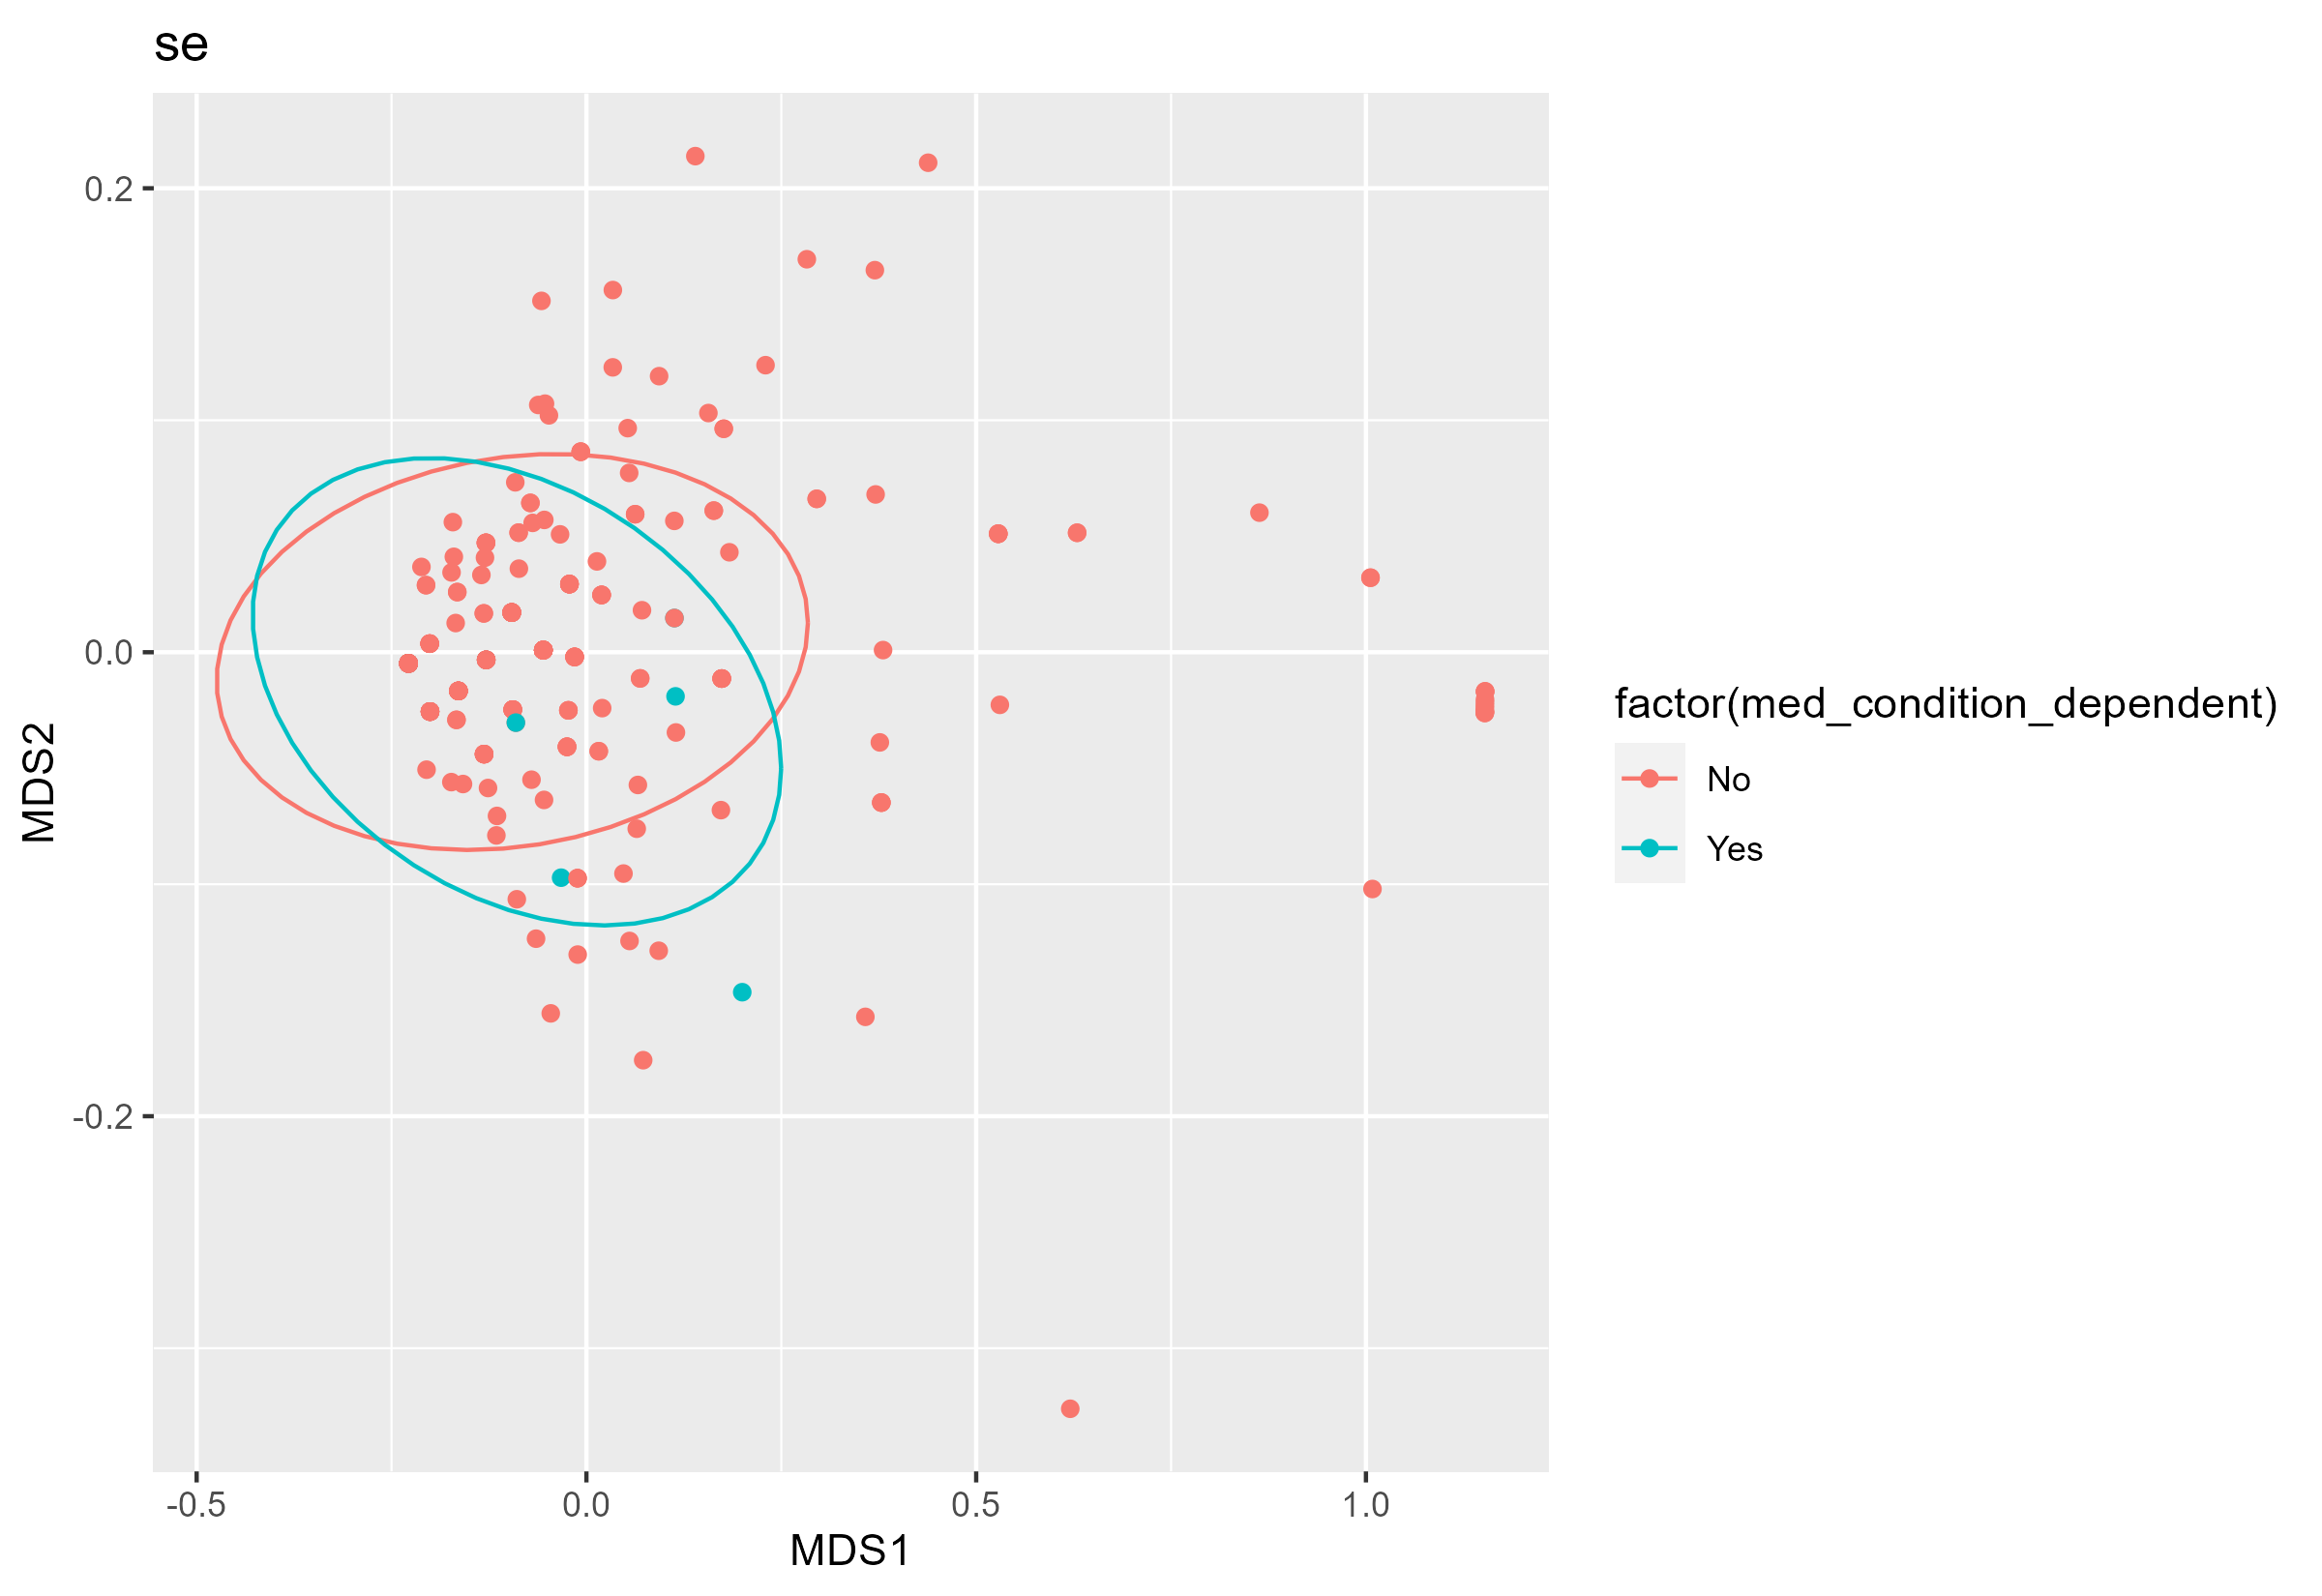 se
0.2
0.0
-0.2
MDS2
-0.5
0.0
0.5
1.0
MDS1
factor(med_condition_dependent)
No
Yes